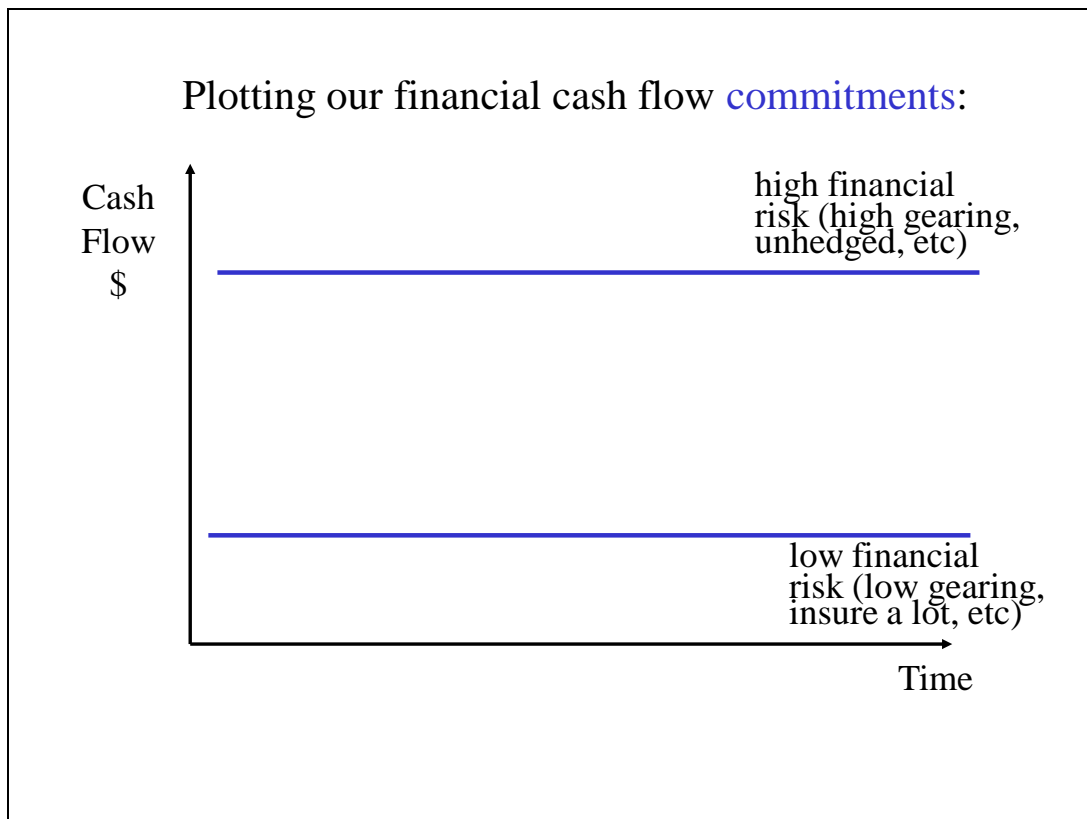 Plotting our financial cash flow commitments:
Cash
Flow
$
high financial
risk (high gearing,
unhedged, etc)
low financial
risk (low gearing,
insure a lot, etc)
Time